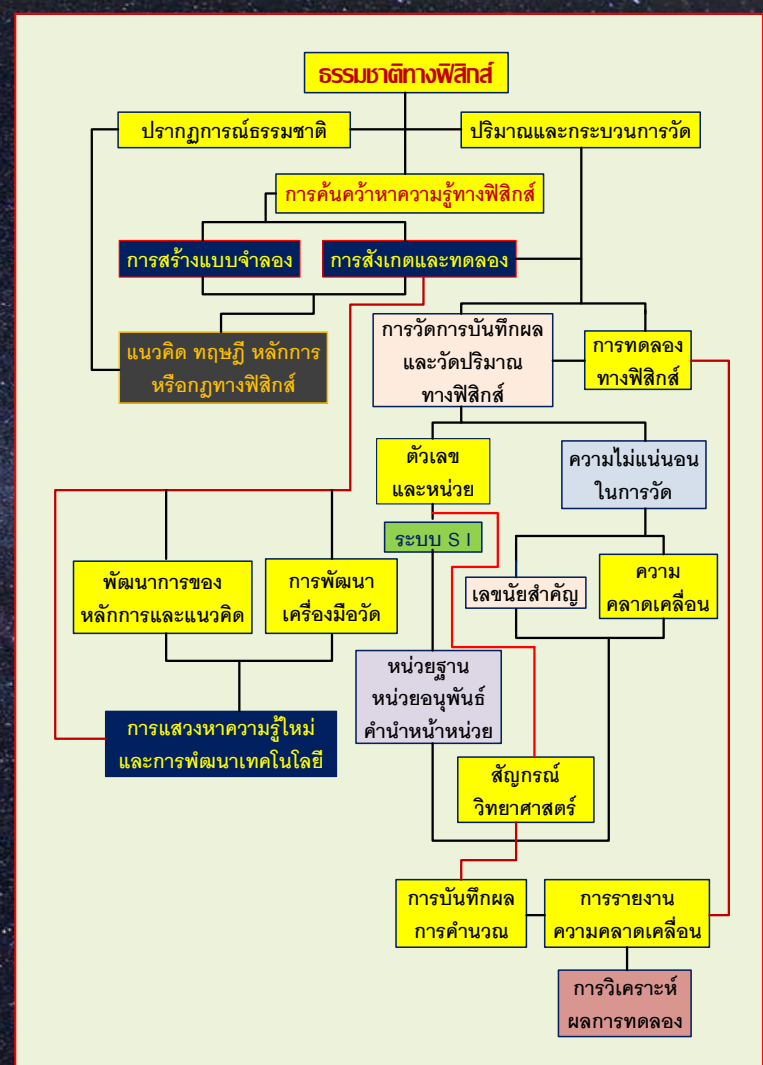 ธรรมชาติทางฟิสิกส์
ปรากฏการณ์ธรรมชาติ
ปริมาณและกระบวนการวัด
การค้นคว้าหาความรู้ทางฟิสิกส์
การสร้างแบบจำลอง
การสังเกตและทดลอง
แนวคิด ทฤษฎี หลักการ
หรือกฎทางฟิสิกส์
การวัดการบันทึกผล
และวัดปริมาณ
ทางฟิสิกส์
การทดลอง
ทางฟิสิกส์
ตัวเลข
และหน่วย
ความไม่แน่นอน
ในการวัด
ระบบ S I
พัฒนาการของ
หลักการและแนวคิด
การพัฒนา
เครื่องมือวัด
เลขนัยสำคัญ
ความ
คลาดเคลื่อน
หน่วยฐาน
หน่วยอนุพันธ์
คำนำหน้าหน่วย
การแสวงหาความรู้ใหม่
และการพัฒนาเทคโนโลยี
สัญกรณ์
วิทยาศาสตร์
การบันทึกผล
การคำนวณ
การรายงาน
ความคลาดเคลื่อน
การวิเคราะห์
ผลการทดลอง